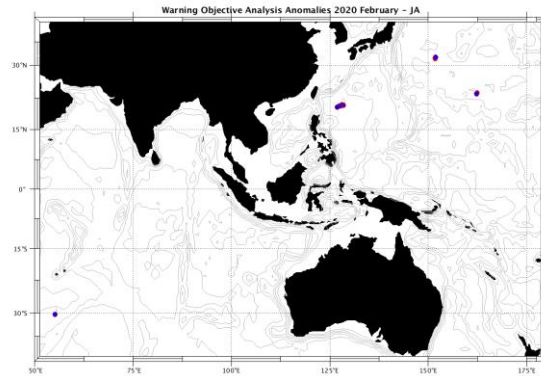 Warning Objective Analysis Anomalies 2020 February - JA
30°N
15°N
0°
15°S
30°S
50°E
75°E
100°E
125°E
150°E
175°E